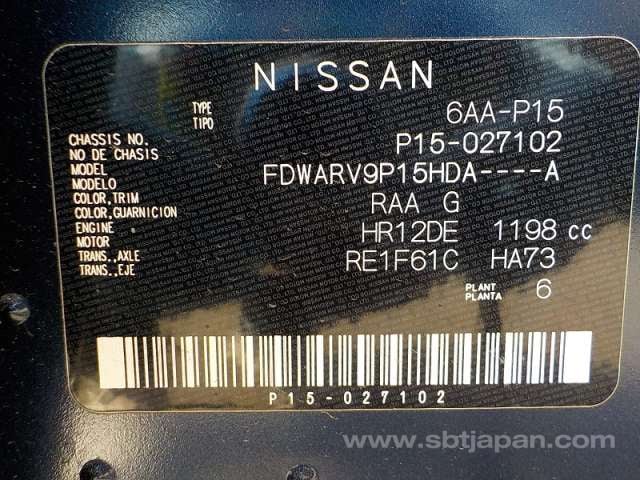 NISSAN
TYPE
TIPO
6AA-P15
CHASSIS NO.
NO DE CHASIS
P15-027102
MODEL
MODELO
FDWARV9P15HDA----A
COLOR,TRIM
COLOR,GUARNICION
RAA G
ENGINE
MOTOR
HR12DE 1198 cc
TRANS.,AXLE
TRANS.,EJE
RE1F61C HA73
PLANT
PLANTA
6
P15-027102
www.sbtjapan.com